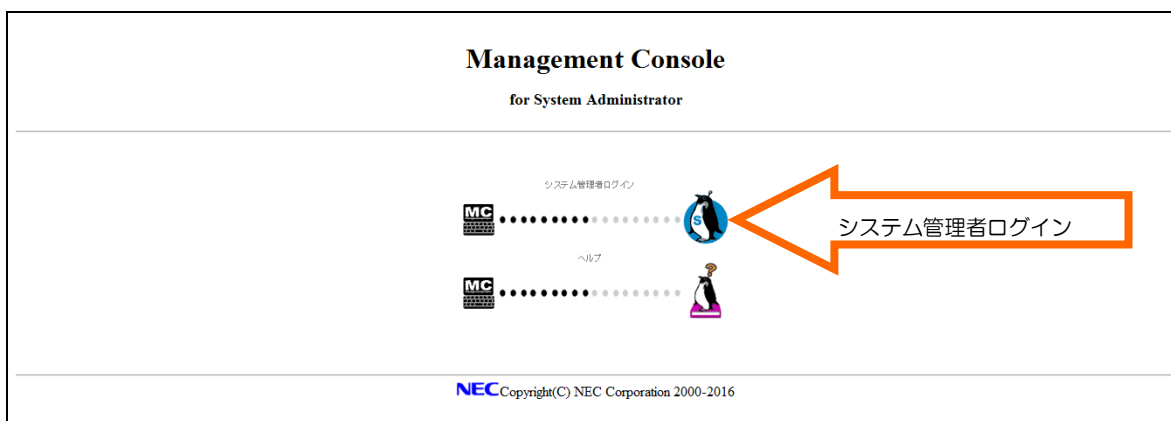 Management Console
for System Administrator
システム管理者ログイン
MC
S
システム管理者ログイン
ヘルプ
MC
?
NEC Copyright(C) NEC Corporation 2000-2016